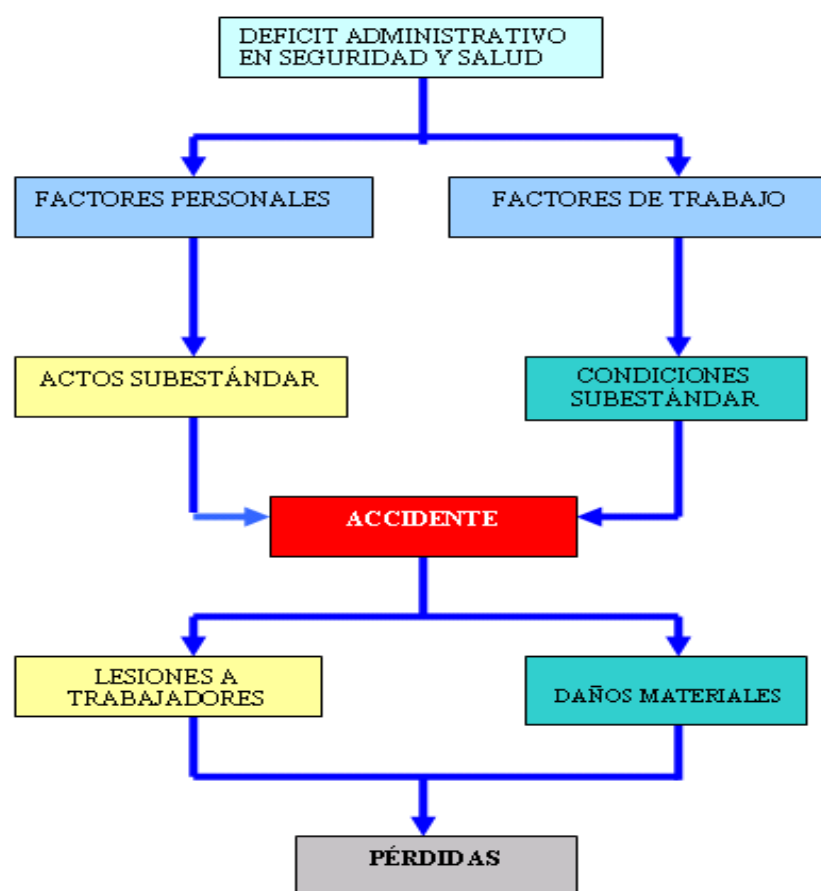 DEFICIT ADMINISTRATIVO
EN SEGURIDAD Y SALUD
FACTORES PERSONALES
FACTORES DE TRABAJO
ACTOS SUBESTÁNDAR
CONDICIONES
SUBESTÁNDAR
ACCIDENTE
LESIONES A
TRABAJADORES
DAÑOS MATERIALES
PÉRDIDAS